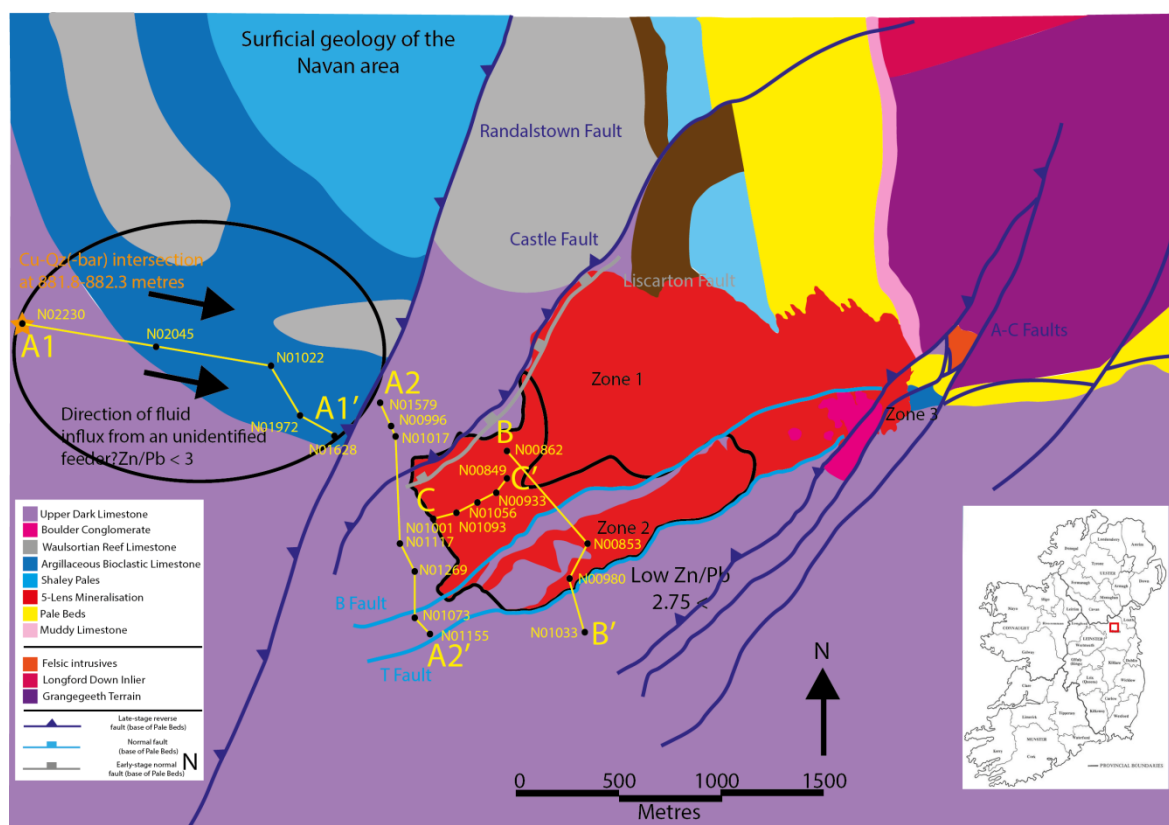 Surficial geology of the
Navan area
Randalstown Fault
Castle Fault
Liscarton Fault
Cu-Qz(-bar) intersection
at 881.8-882.3 metres
N02230
A1
N02045
N01022
A1'
N01972
N01628
Direction of fluid
influx from an unidentified
feeder?Zn/Pb < 3
A2
N01579
N00996
N01017
Zone 1
A-C Faults
Zone 3
B
N00862
N00849
C'
C
N00933
N01056
N01093
N01001
N01117
Zone 2
N00853
N01269
N00980
Low Zn/Pb
2.75 <
B Fault
N01073
N01155
A2'
T Fault
N01033
B'
Upper Dark Limestone
Boulder Conglomerate
Waulsortian Reef Limestone
Argillaceous Bioclastic Limestone
Shaley Pales
5-Lens Mineralisation
Pale Beds
Muddy Limestone
Felsic intrusives
Longford Down Inlier
Grangegeeth Terrain
Late-stage reverse
fault (base of Pale Beds)
Normal fault
(base of Pale Beds)
N
Early-stage normal
fault (base of Pale Beds)
N
0 500 1000 1500
Metres
PROVINCIAL BOUNDARIES